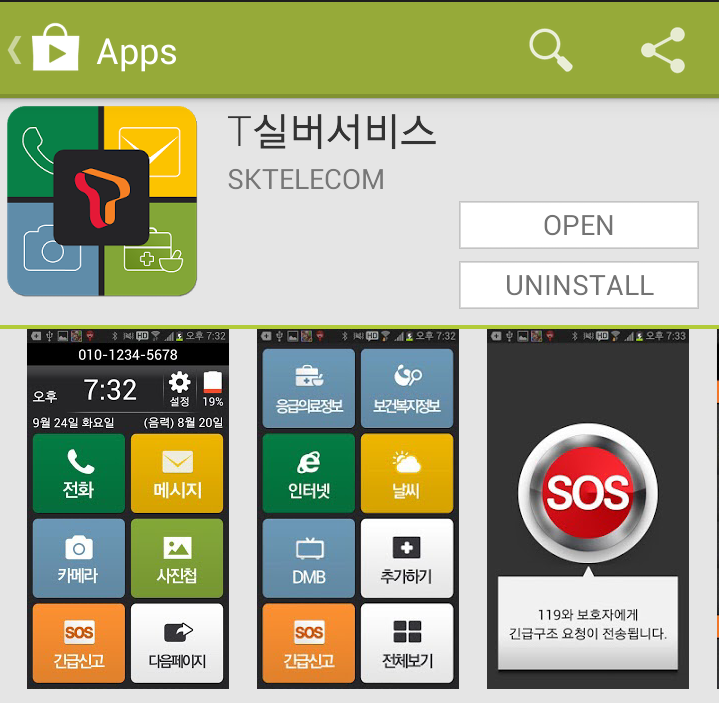 Apps
T실버서비스
SKTELECOM
OPEN
UNINSTALL
오후 7:32
010-1234-5678
오후 7:32
설정
19%
9월 24일 화요일 (음력) 8월 20일
전화
메시지
카메라
사진첩
SOS
긴급신고
다음페이지
오후 7:32
응급의료정보
보건복지정보
인터넷
날씨
DMB
추가하기
SOS
긴급신고
전체보기
오후 7:33
SOS
119와 보호자에게
긴급구조 요청이 전송됩니다.